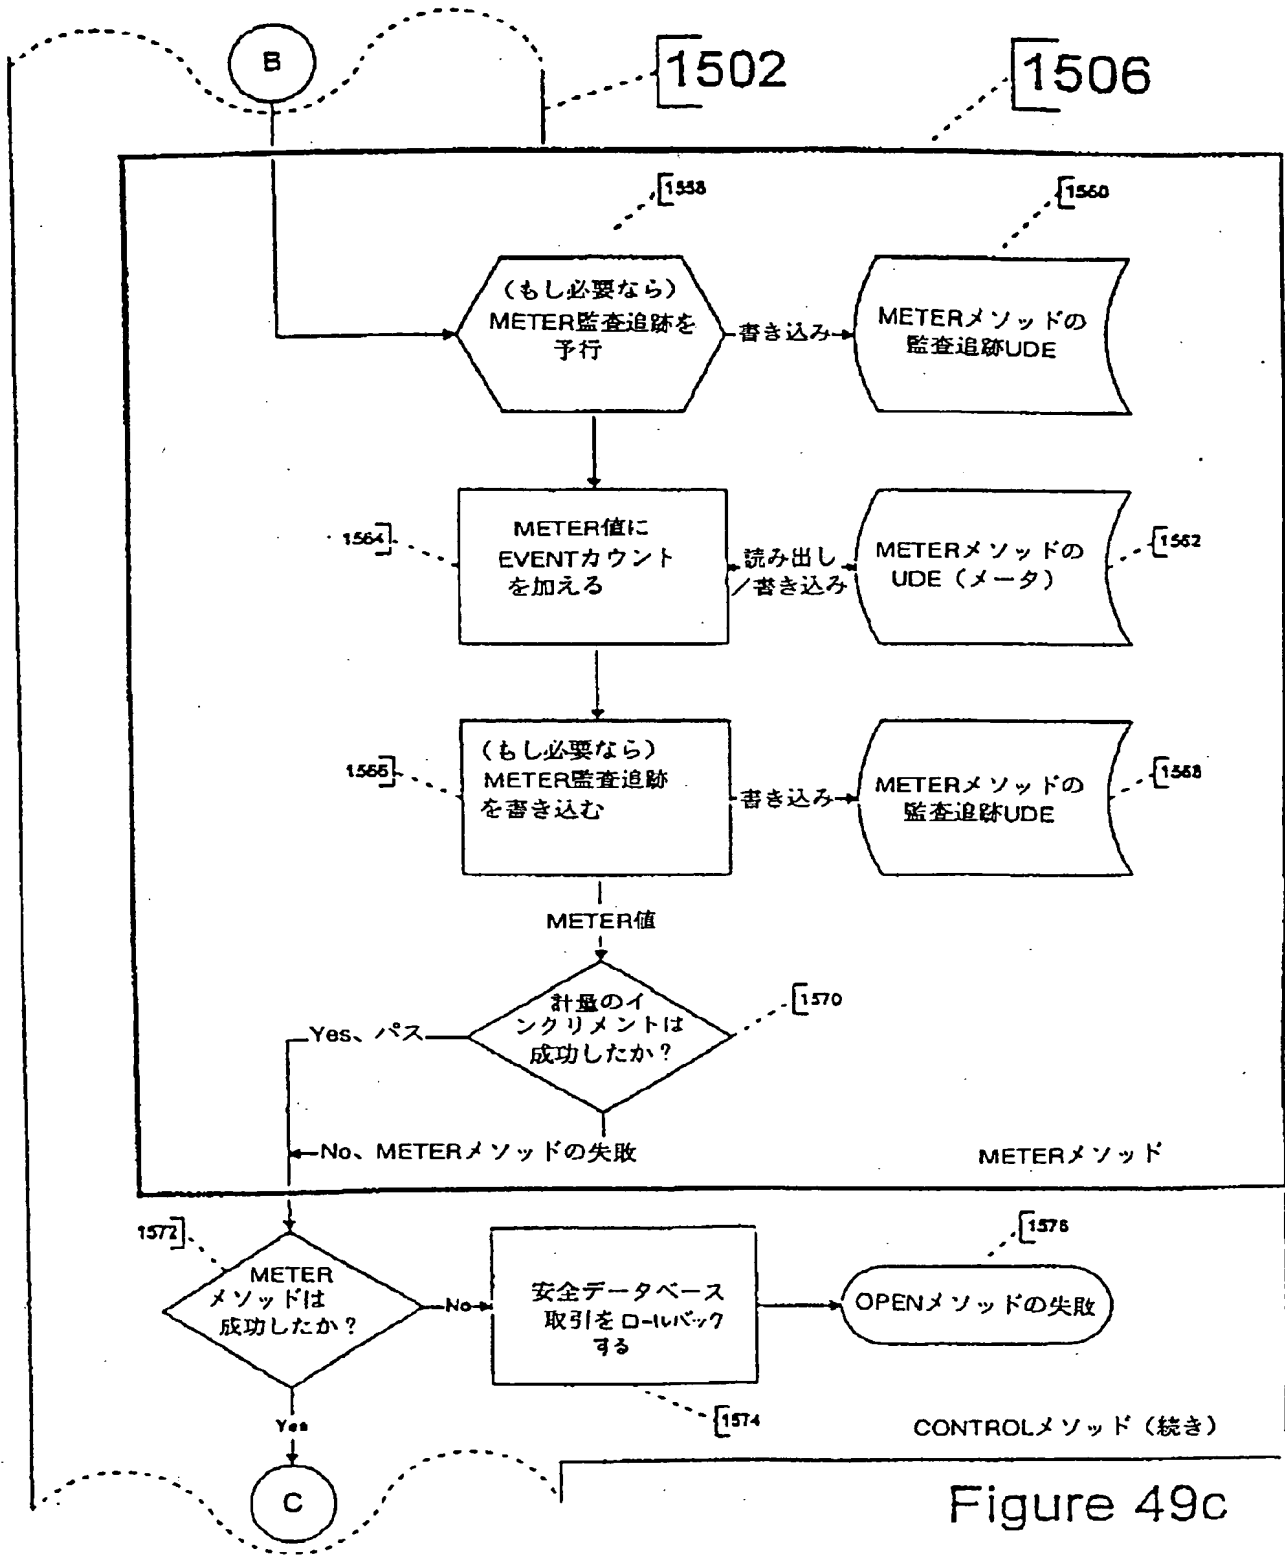 B
1502
1506
1558
1560
(もし必要なら)
METER監査追跡を
予行
書き込み
METERメソッドの
監査追跡UDE
1564
METER値に
EVENTカウント
を加える
読み出し
/書き込み
METERメソッドの
UDE(メータ)
1562
1566
(もし必要なら)
METER監査追跡
を書き込む
書き込み
METERメソッドの
監査追跡UDE
1568
METER値
計量のイ
ンクリメントは
成功したか?
1570
Yes、パス
No、METERメソッドの失敗
METERメソッド
1572
METER
メソッドは
成功したか?
No
安全データベース
取引をロールバック
する
1576
OPENメソッドの失敗
1574
Yes
CONTROLメソッド(続き)
C
Figure 49c